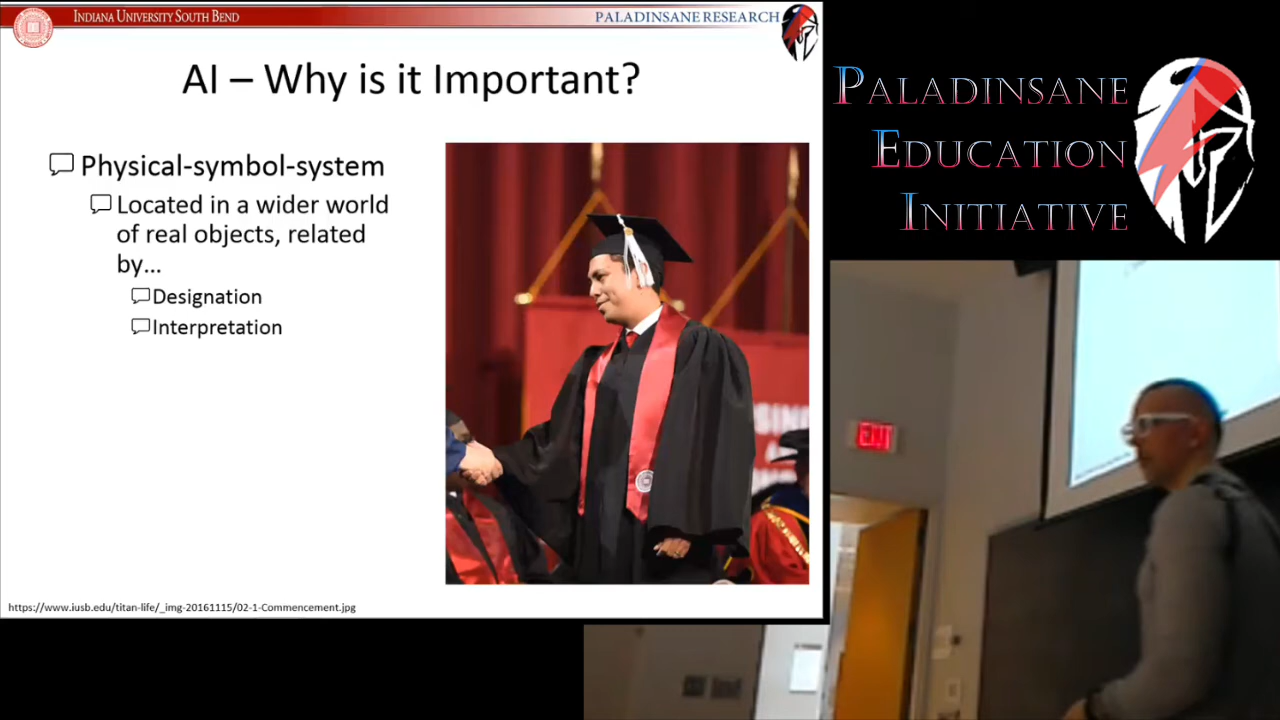 INDIANA UNIVERSITY SOUTH BEND
PALADINSANE RESEARCH
AI – Why is it Important?
Physical-symbol-system
Located in a wider world
of real objects, related
by...
Designation
Interpretation
https://www.iusb.edu/titan-life/_img-20161115/02-1-Commencement.jpg
PALADINSANE
EDUCATION
INITIATIVE
EXIT